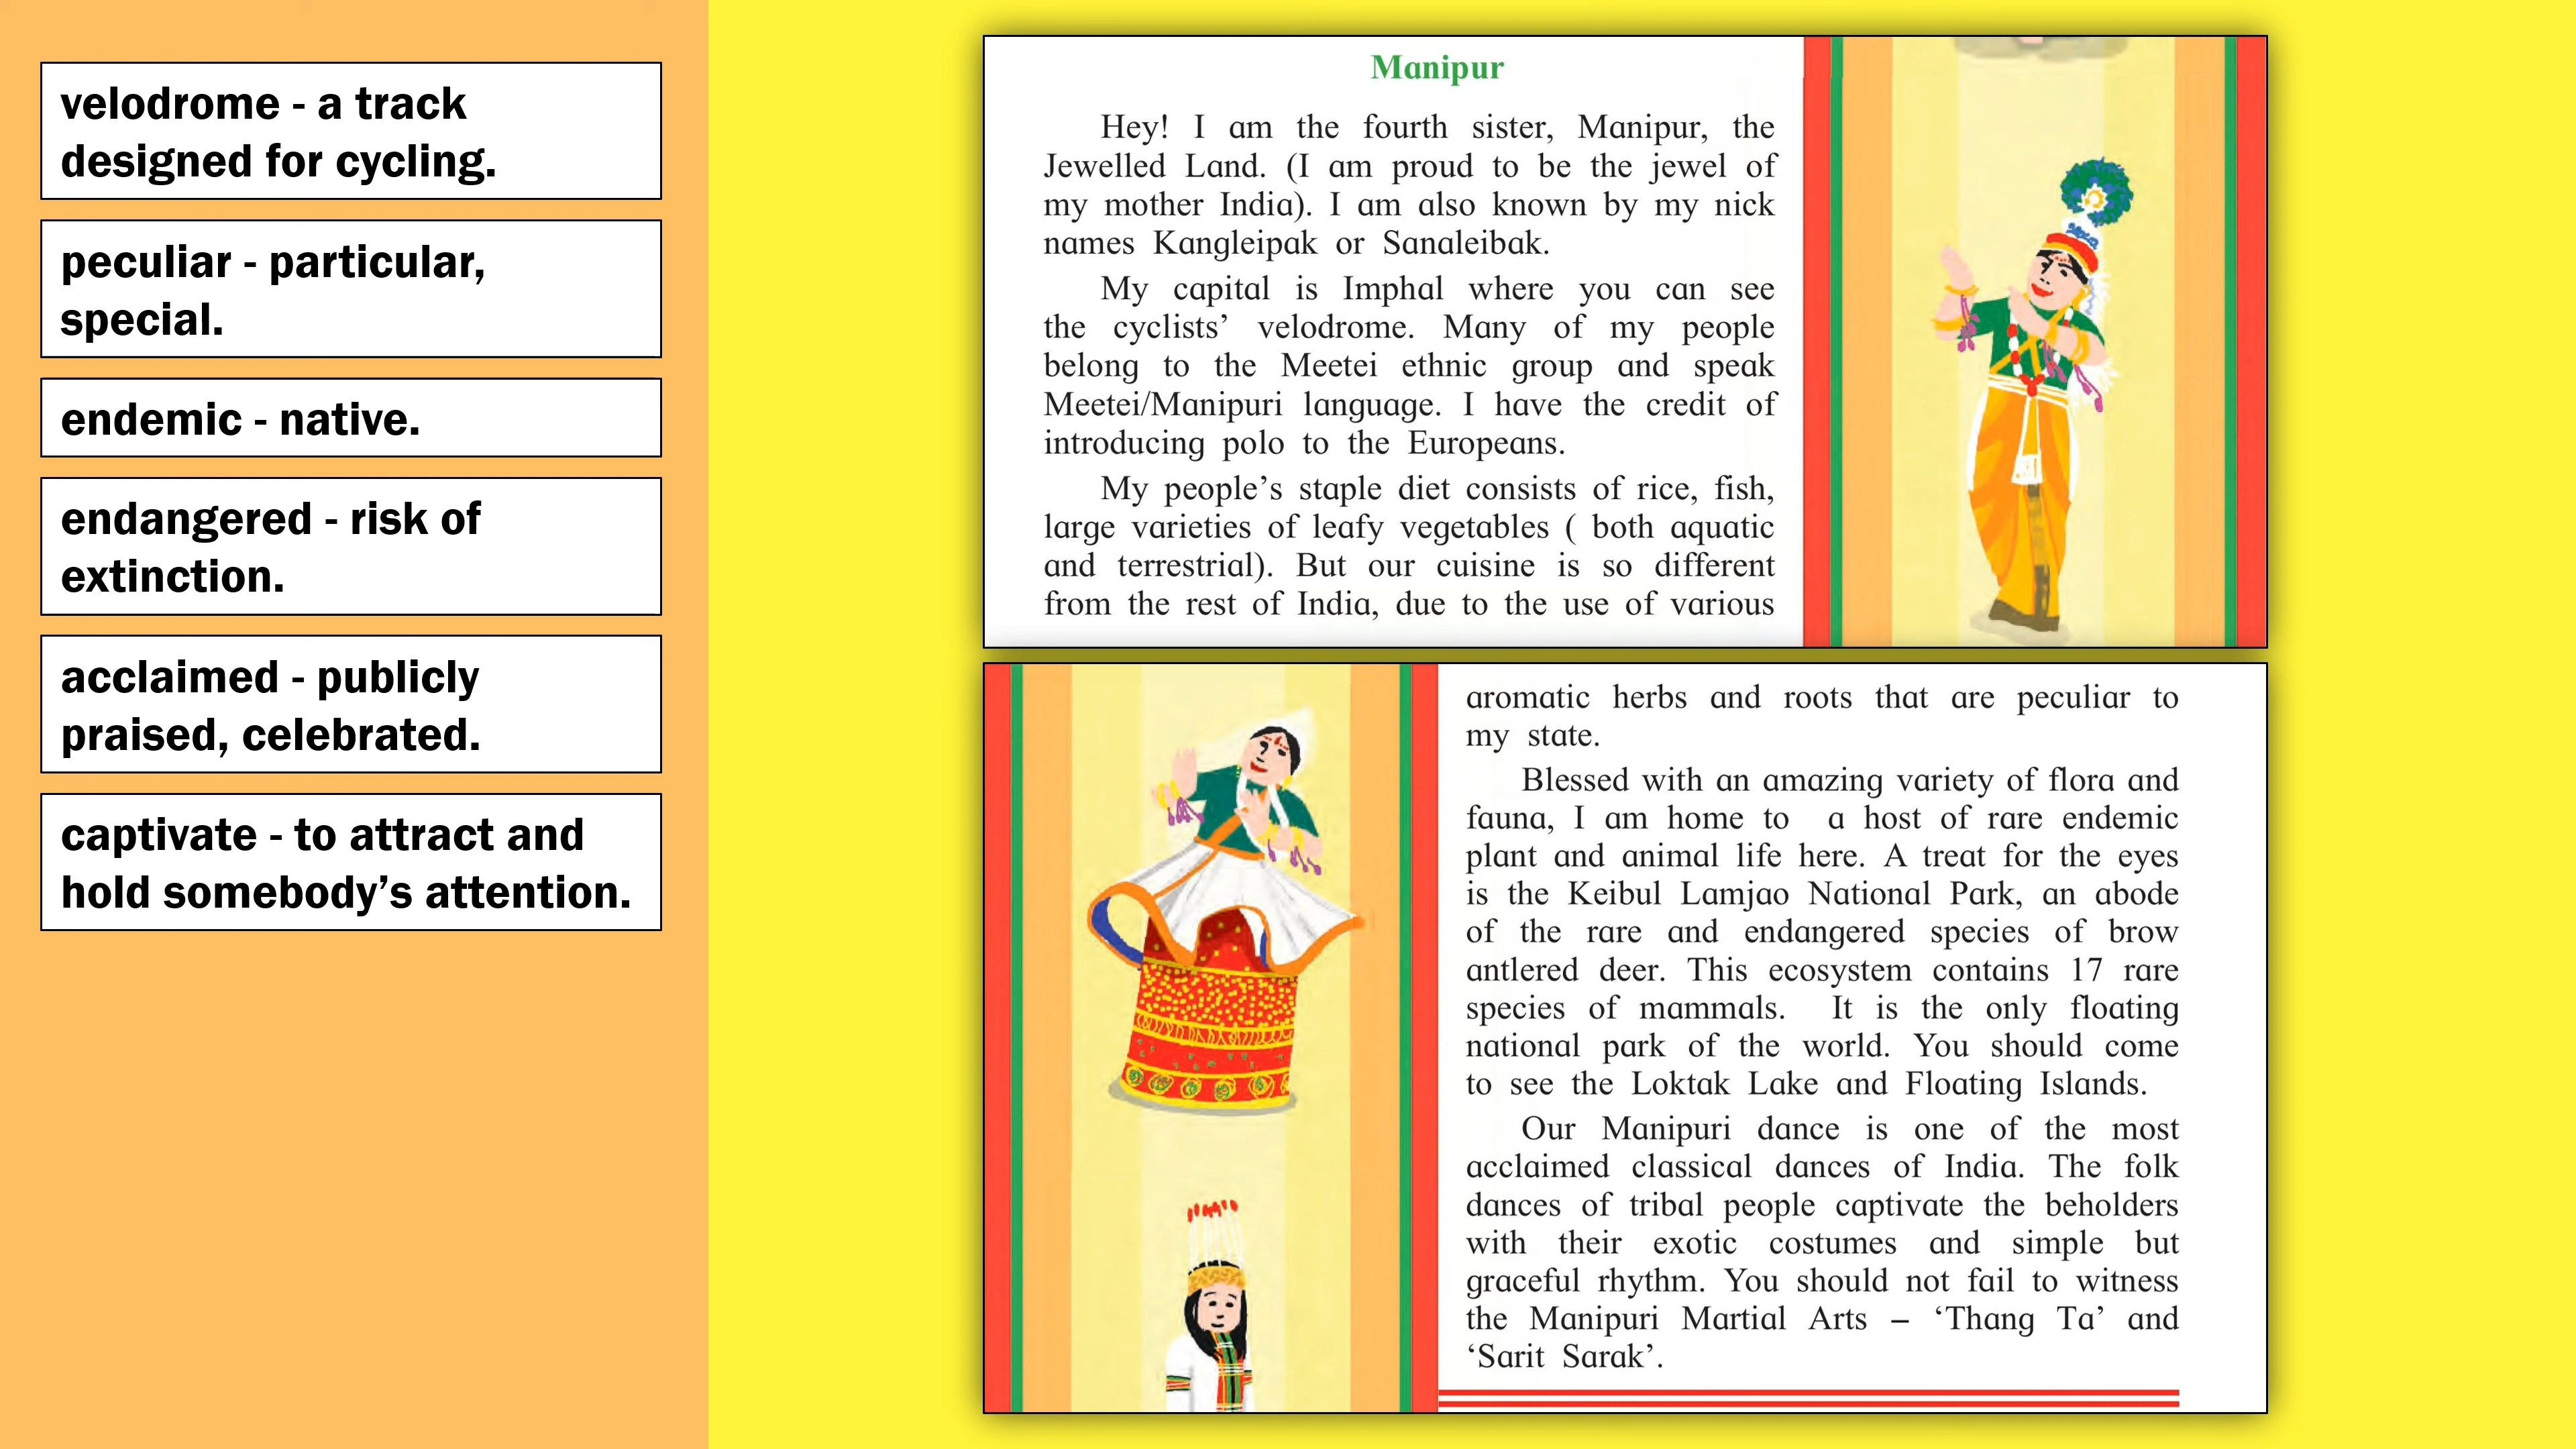 velodrome - a track
designed for cycling.
peculiar - particular,
special.
endemic - native.
endangered - risk of
extinction.
acclaimed - publicly
praised, celebrated.
captivate - to attract and
hold somebody’s attention.
Manipur
Hey! I am the fourth sister, Manipur, the
Jewelled Land. (I am proud to be the jewel of
my mother India). I am also known by my nick
names Kangleipak or Sanaleibak.
My capital is Imphal where you can see
the cyclists’ velodrome. Many of my people
belong to the Meetei ethnic group and speak
Meetei/Manipuri language. I have the credit of
introducing polo to the Europeans.
My people’s staple diet consists of rice, fish,
large varieties of leafy vegetables ( both aquatic
and terrestrial). But our cuisine is so different
from the rest of India, due to the use of various
aromatic herbs and roots that are peculiar to
my state.
Blessed with an amazing variety of flora and
fauna, I am home to a host of rare endemic
plant and animal life here. A treat for the eyes
is the Keibul Lamjao National Park, an abode
of the rare and endangered species of brow
antlered deer. This ecosystem contains 17 rare
species of mammals. It is the only floating
national park of the world. You should come
to see the Loktak Lake and Floating Islands.
Our Manipuri dance is one of the most
acclaimed classical dances of India. The folk
dances of tribal people captivate the beholders
with their exotic costumes and simple but
graceful rhythm. You should not fail to witness
the Manipuri Martial Arts – ‘Thang Ta’ and
‘Sarit Sarak’.